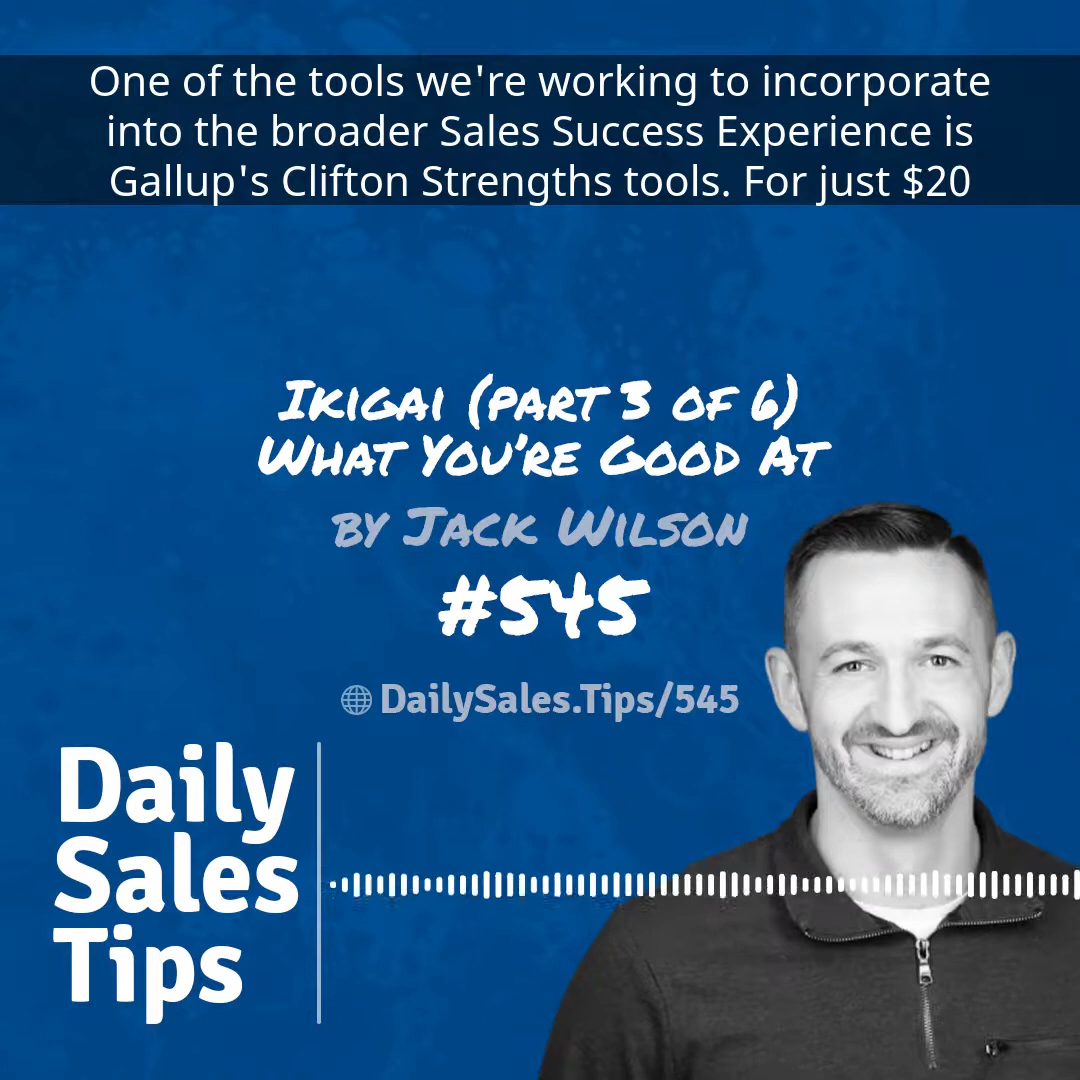 One of the tools we're working to incorporate
into the broader Sales Success Experience is
Gallup's Clifton Strengths tools. For just $20
Ikigai (part 3 of 6)
What You're Good At
by Jack Wilson
#545
DailySales.Tips/545
Daily
Sales
Tips